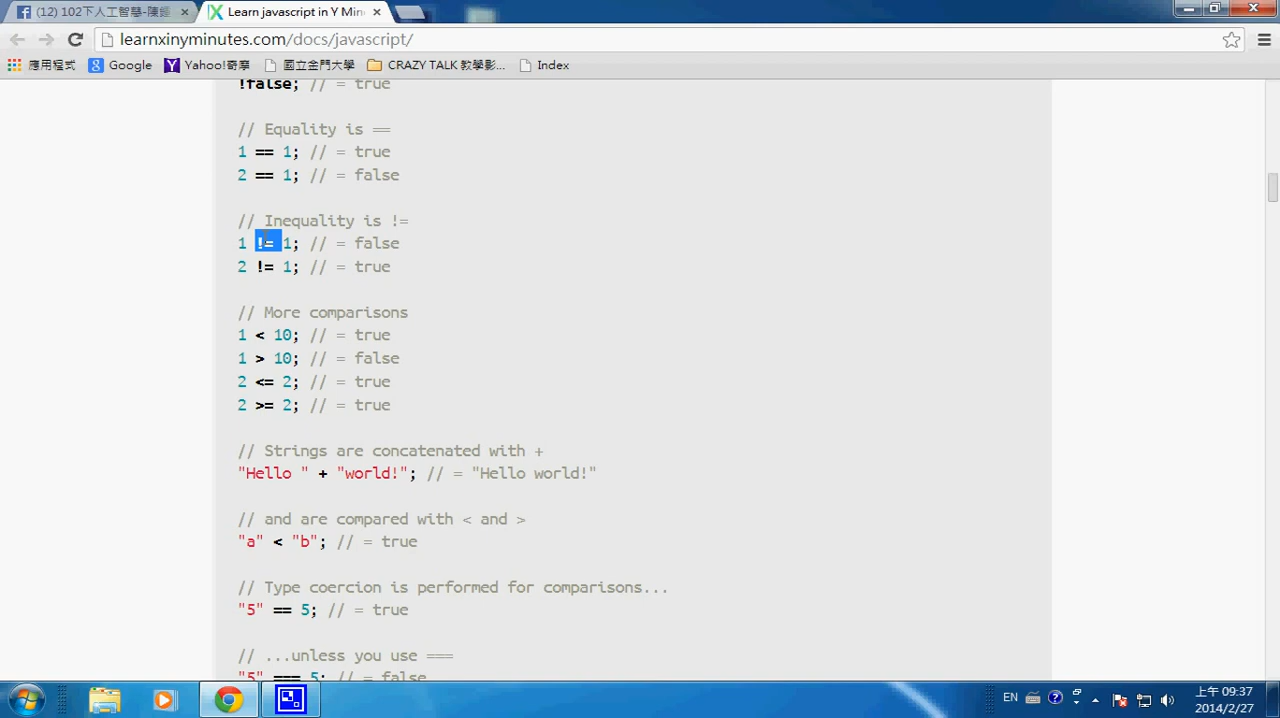 (12) 102下人工智慧-陳鍾
Learn javascript in Y Min
learnxinyminutes.com/docs/javascript/
應用程式 Google Yahoo!奇摩 國立金門大學 CRAZY TALK 教學影... Index
!false; // = true
// Equality is ==
1 == 1; // = true
2 == 1; // = false
// Inequality is !=
1 != 1; // = false
2 != 1; // = true
// More comparisons
1 < 10; // = true
1 > 10; // = false
2 <= 2; // = true
2 >= 2; // = true
// Strings are concatenated with +
"Hello " + "world!"; // = "Hello world!"
// and are compared with < and >
"a" < "b"; // = true
// Type coercion is performed for comparisons...
"5" == 5; // = true
// ...unless you use ===
"5" === 5; // = false
EN
上午 09:37
2014/2/27